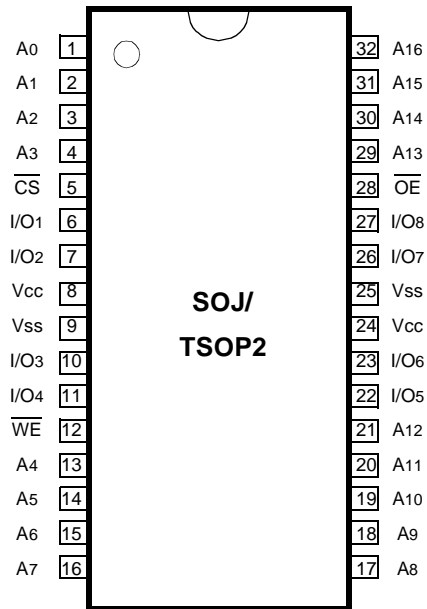 A0 1 32 A16
A1 2 31 A15
A2 3 30 A14
A3 4 29 A13
C̅S̅ 5 28 O̅E̅
I/O1 6 27 I/O8
I/O2 7 26 I/O7
Vcc 8 25 Vss
SOJ/
Vss 9 24 Vcc
TSOP2
I/O3 10 23 I/O6
I/O4 11 22 I/O5
W̅E̅ 12 21 A12
A4 13 20 A11
A5 14 19 A10
A6 15 18 A9
A7 16 17 A8